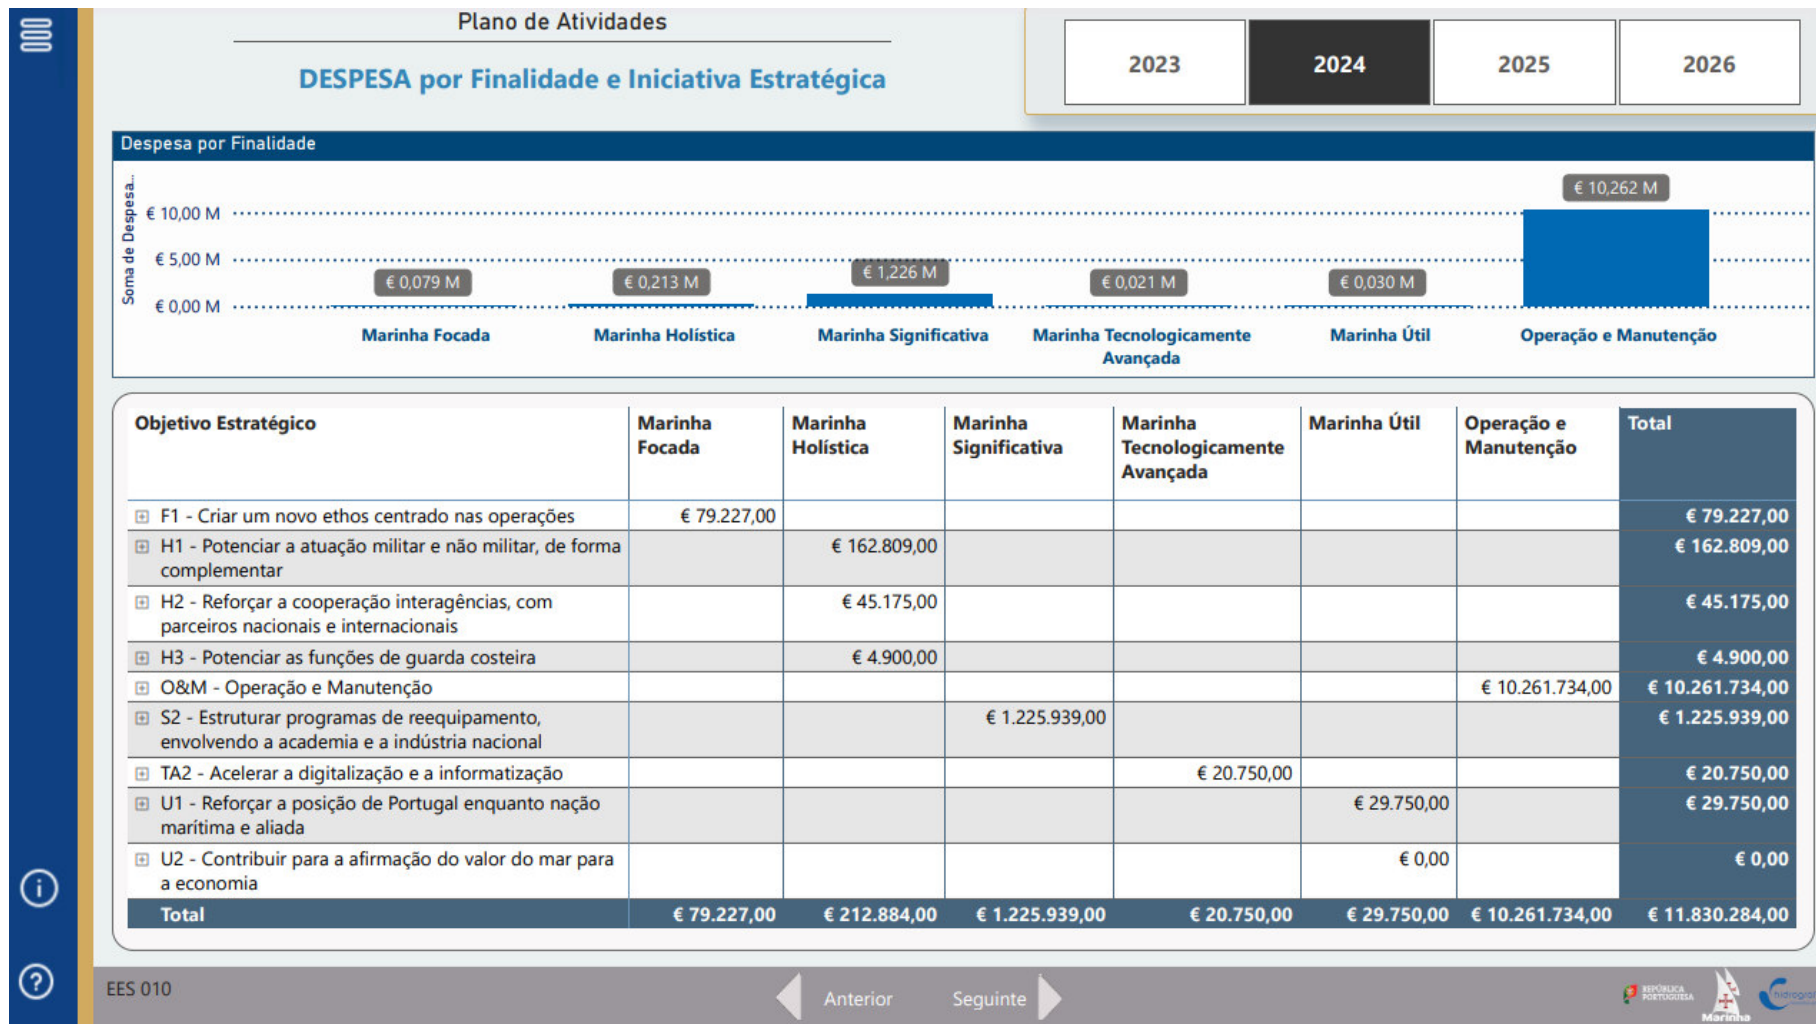 Plano de Atividades
DESPESA por Finalidade e Iniciativa Estratégica
2023 2024 2025 2026
Despesa por Finalidade
Soma de Despesa...
€ 10,00 M
€ 5,00 M
€ 0,00 M
€ 0,079 M € 0,213 M € 1,226 M € 0,021 M € 0,030 M € 10,262 M
Marinha Focada Marinha Holística Marinha Significativa Marinha Tecnologicamente Marinha Útil Operação e Manutenção
Avançada
Objetivo Estratégico Marinha Marinha Marinha Marinha Marinha Útil Operação e Total
Focada Holística Significativa Tecnologicamente Manutenção
Avançada
F1 - Criar um novo ethos centrado nas operações € 79.227,00 € 79.227,00
H1 - Potenciar a atuação militar e não militar, de forma € 162.809,00 € 162.809,00
complementar
H2 - Reforçar a cooperação interagências, com € 45.175,00 € 45.175,00
parceiros nacionais e internacionais
H3 - Potenciar as funções de guarda costeira € 4.900,00 € 4.900,00
O&M - Operação e Manutenção € 10.261.734,00 € 10.261.734,00
S2 - Estruturar programas de reequipamento, € 1.225.939,00 € 1.225.939,00
envolvendo a academia e a indústria nacional
TA2 - Acelerar a digitalização e a informatização € 20.750,00 € 20.750,00
U1 - Reforçar a posição de Portugal enquanto nação € 29.750,00 € 29.750,00
marítima e aliada
U2 - Contribuir para a afirmação do valor do mar para € 0,00 € 0,00
a economia
Total € 79.227,00 € 212.884,00 € 1.225.939,00 € 20.750,00 € 29.750,00 € 10.261.734,00 € 11.830.284,00
EES 010
Anterior Seguinte
REPÚBLICA
PORTUGUESA
Marinha